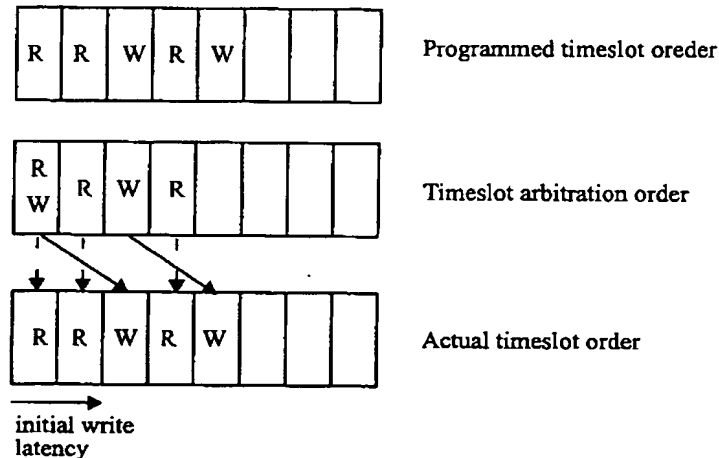 R R W R W
Programmed timeslot oreder
R
W R W R
Timeslot arbitration order
R R W R W
Actual timeslot order
initial write
latency